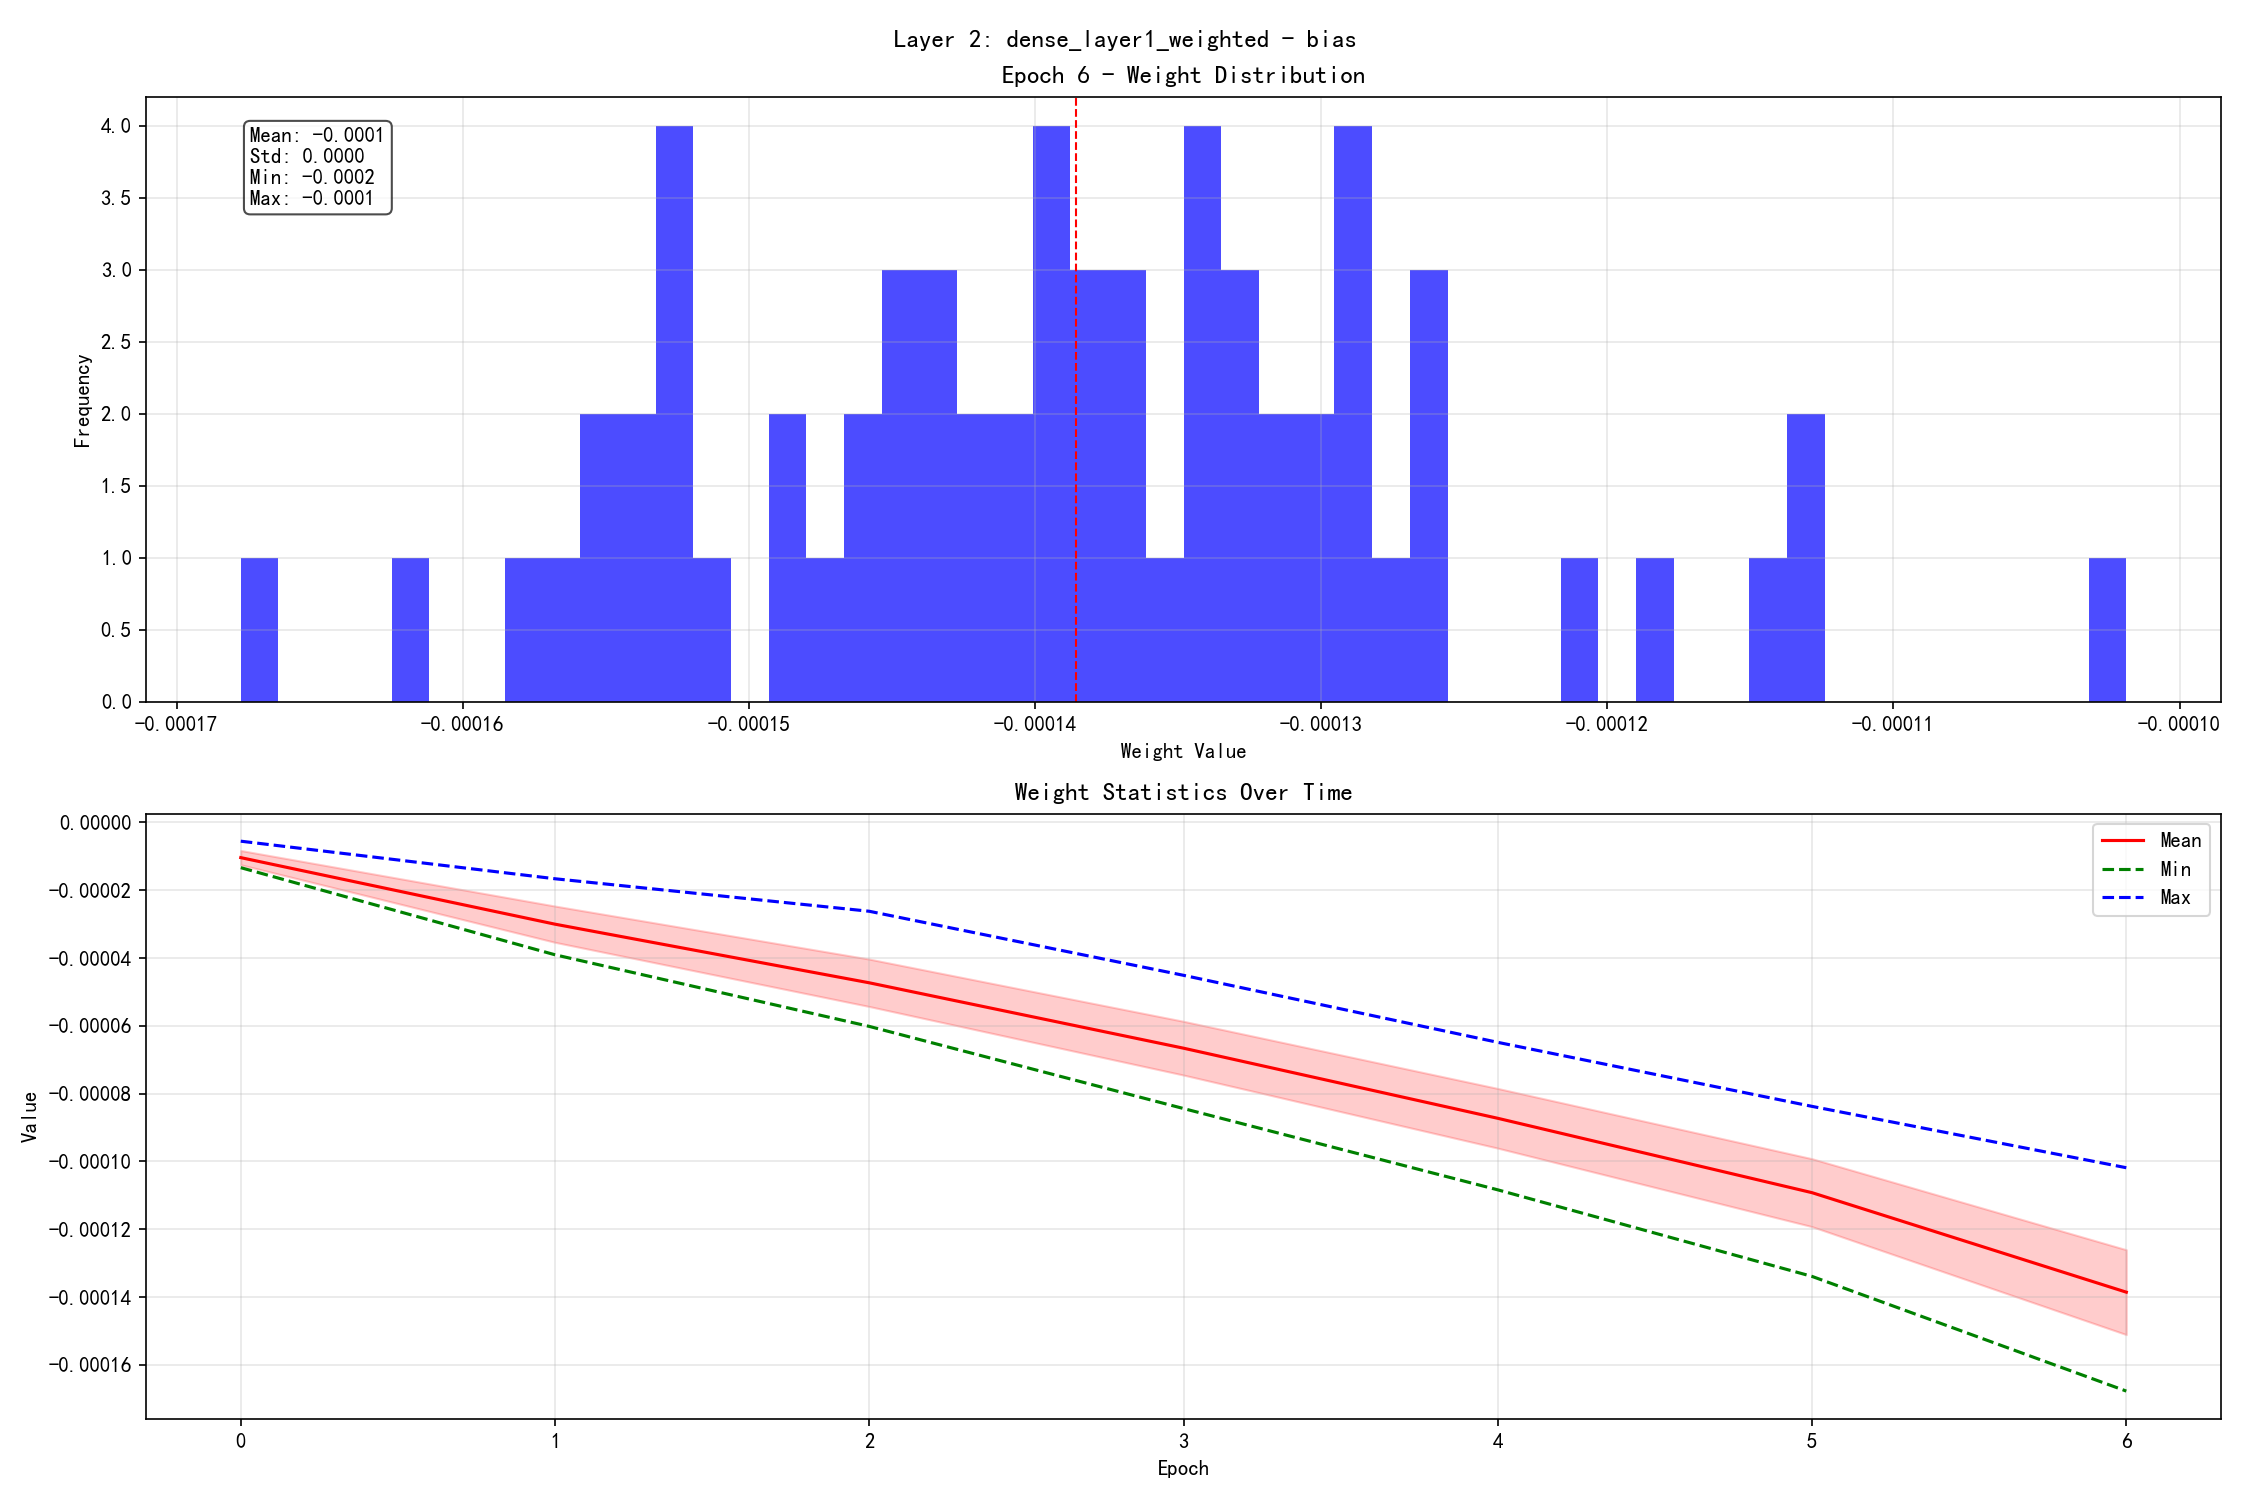 Layer 2: dense_layer1_weighted - bias
Epoch 6 - Weight Distribution
Mean: -0.0001
Std: 0.0000
Min: -0.0002
Max: -0.0001
4.0
3.5
3.0
2.5
2.0
1.5
1.0
0.5
0.0
Frequency
-0.00017 -0.00016 -0.00015 -0.00014 -0.00013 -0.00012 -0.00011 -0.00010
Weight Value
Weight Statistics Over Time
0.00000
-0.00002
-0.00004
-0.00006
-0.00008
-0.00010
-0.00012
-0.00014
-0.00016
Value
Mean
Min
Max
0 1 2 3 4 5 6
Epoch